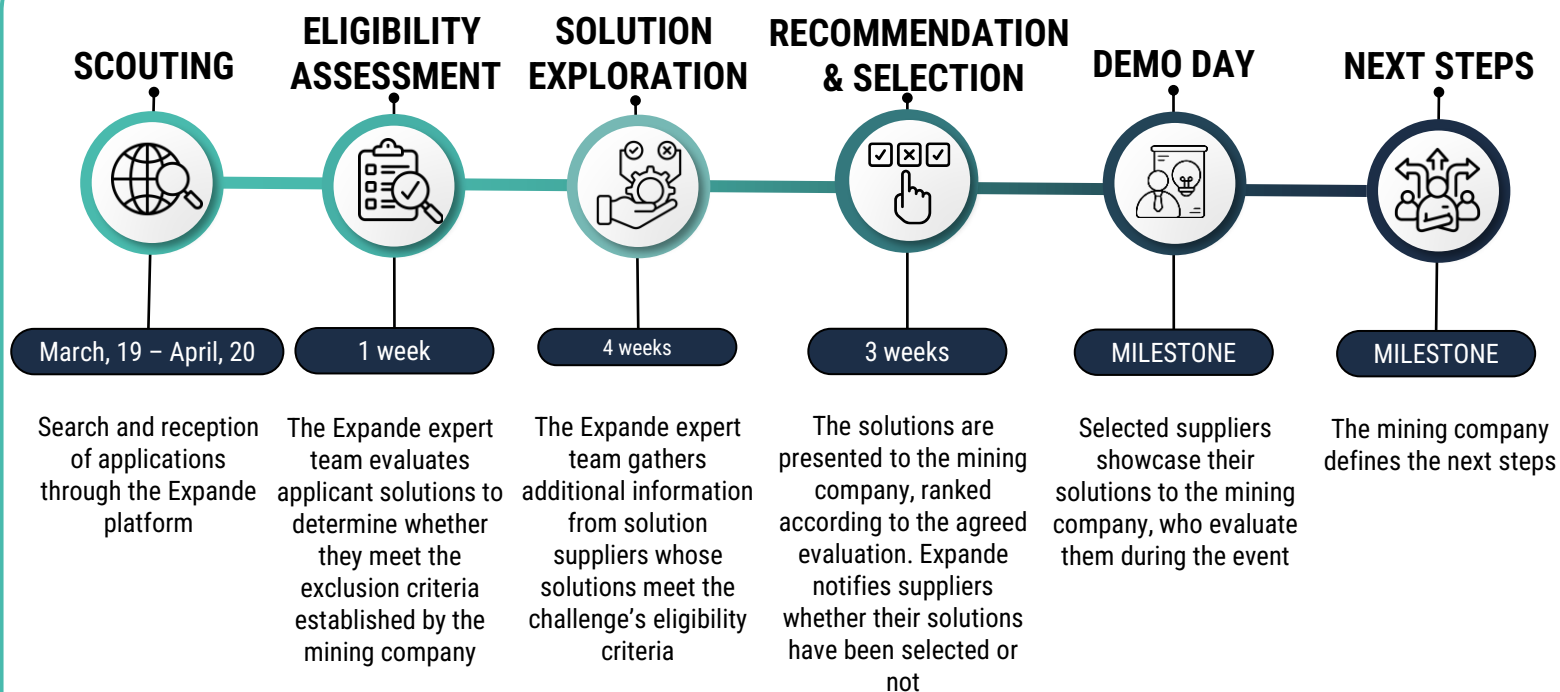 SCOUTING
March, 19 – April, 20
Search and reception
of applications
through the Expande
platform
ELIGIBILITY
ASSESSMENT
1 week
The Expande expert
team evaluates
applicant solutions to
determine whether
they meet the
exclusion criteria
established by the
mining company
SOLUTION
EXPLORATION
4 weeks
The Expande expert
team gathers
additional information
from solution
suppliers whose
solutions meet the
challenge’s eligibility
criteria
RECOMMENDATION
& SELECTION
3 weeks
The solutions are
presented to the mining
company, ranked
according to the agreed
evaluation. Expande
notifies suppliers
whether their solutions
have been selected or
not
DEMO DAY
MILESTONE
Selected suppliers
showcase their
solutions to the mining
company, who evaluate
them during the event
NEXT STEPS
MILESTONE
The mining company
defines the next steps